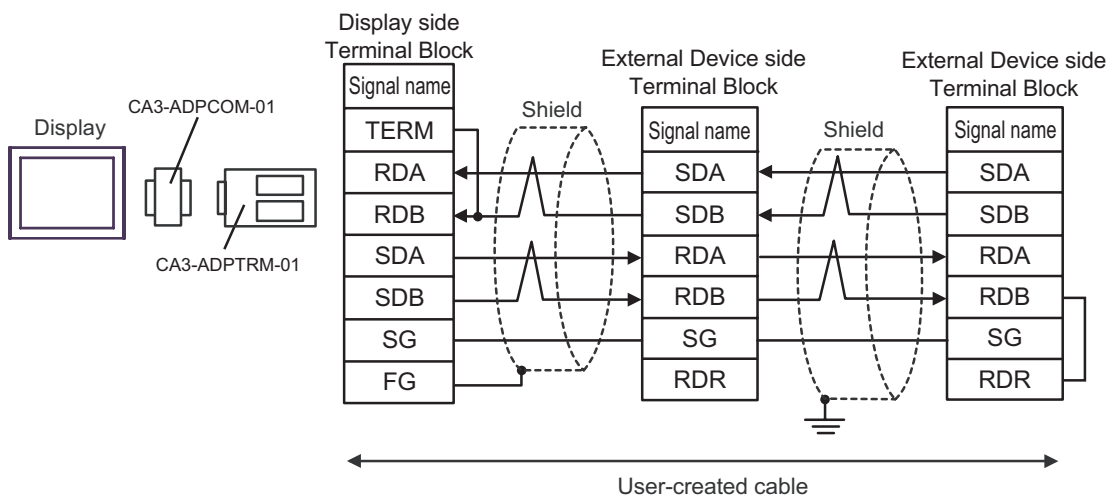 Display side
Terminal Block
External Device side
Terminal Block
External Device side
Terminal Block
Display
CA3-ADPCOM-01
CA3-ADPTRM-01
Signal name
TERM
RDA
RDB
SDA
SDB
SG
FG
Shield
Signal name
SDA
SDB
RDA
RDB
SG
RDR
Shield
Signal name
SDA
SDB
RDA
RDB
SG
RDR
User-created cable